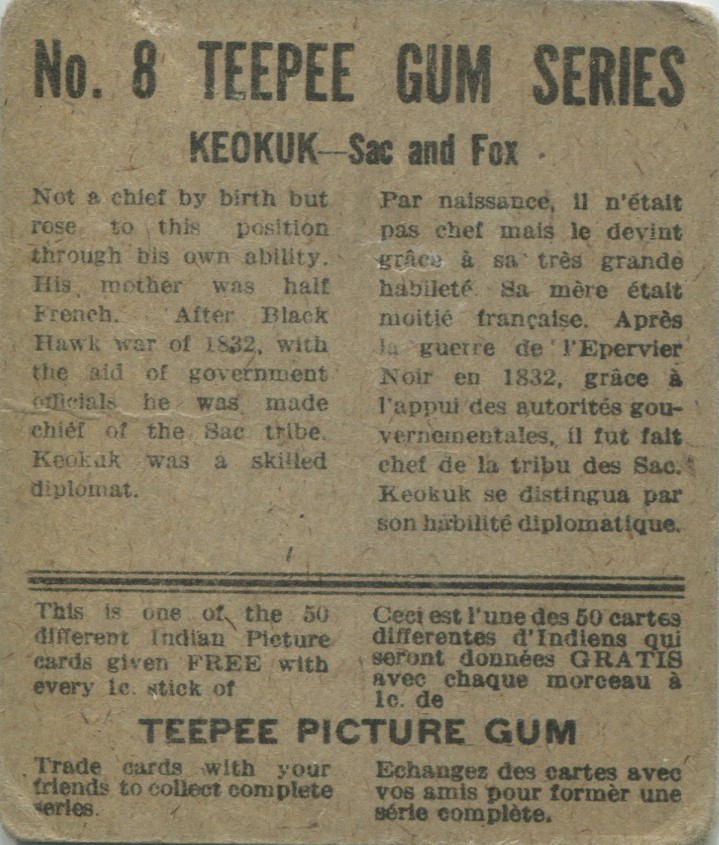 No. 8 TEEPEE GUM SERIES
KEOKUK—Sac and Fox
Not a chief by birth but
rose to this position
through his own ability.
His mother was half
French. After Black
Hawk war of 1832, with
the aid of government
officials he was made
chief of the Sac tribe.
Keokuk was a skilled
diplomat.
Par naissance, il n'était
pas chef mais le devint
grâce à sa très grande
habileté. Sa mère était
moitié française. Après
la guerre de l'Epervier
Noir en 1832, grâce à
l'appui des autorités gou-
vernementales, il fut fait
chef de la tribu des Sac.
Keokuk se distingua par
son habilité diplomatique.
This is one of the 50
different Indian Picture
cards given FREE with
every 1c. stick of
Ceci est l'une des 50 cartes
differentes d'Indiens qui
seront données GRATIS
avec chaque morceau à
1c. de
TEEPEE PICTURE GUM
Trade cards with your
friends to collect complete
series.
Echangez des cartes avec
vos amis pour formèr une
série complète.